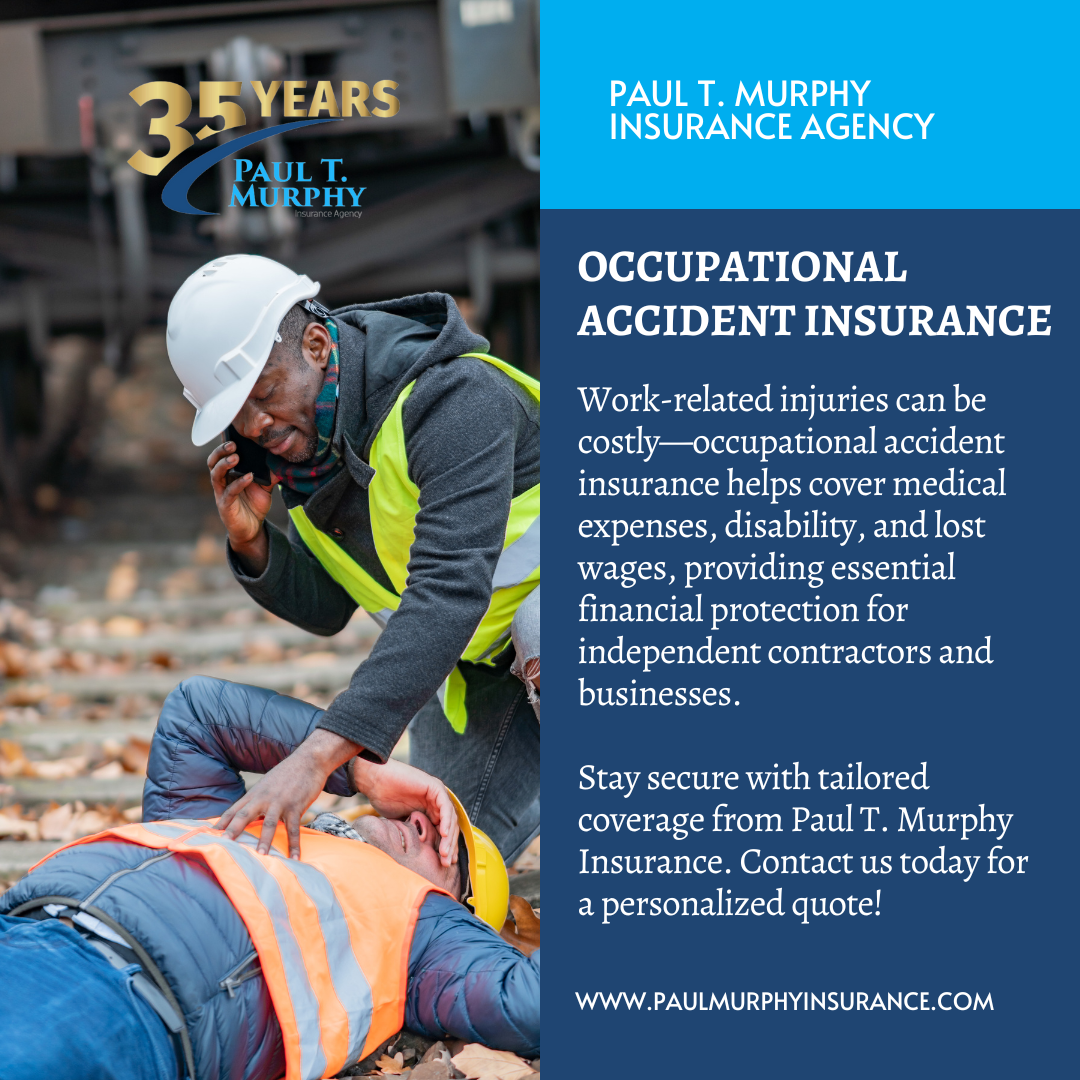 35 YEARS
PAUL T.
MURPHY
Insurance Agency
PAUL T. MURPHY
INSURANCE AGENCY
OCCUPATIONAL
ACCIDENT INSURANCE
Work-related injuries can be
costly—occupational accident
insurance helps cover medical
expenses, disability, and lost
wages, providing essential
financial protection for
independent contractors and
businesses.
Stay secure with tailored
coverage from Paul T. Murphy
Insurance. Contact us today for
a personalized quote!
WWW.PAULMURPHYINSURANCE.COM